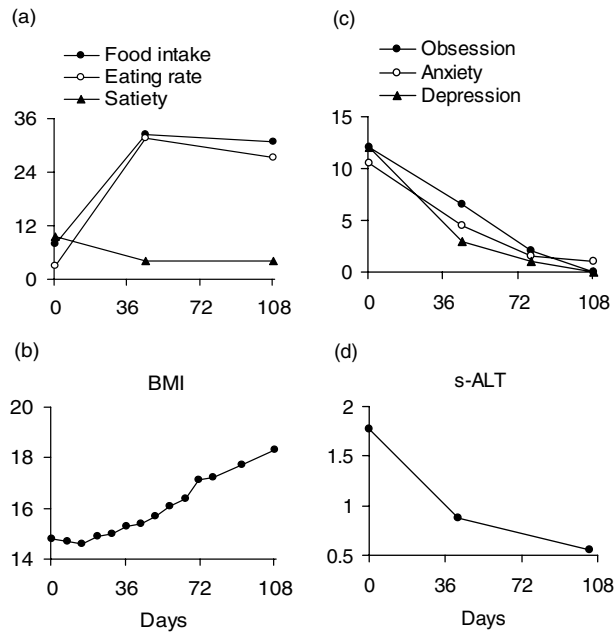 (a)
Food intake
Eating rate
Satiety
36
24
12
0
0 36 72 108
(c)
Obsession
Anxiety
Depression
15
10
5
0
0 36 72 108
(b)
BMI
20
18
16
14
0 36 72 108
Days
(d)
s-ALT
2
1.5
1
0.5
0 36 72 108
Days